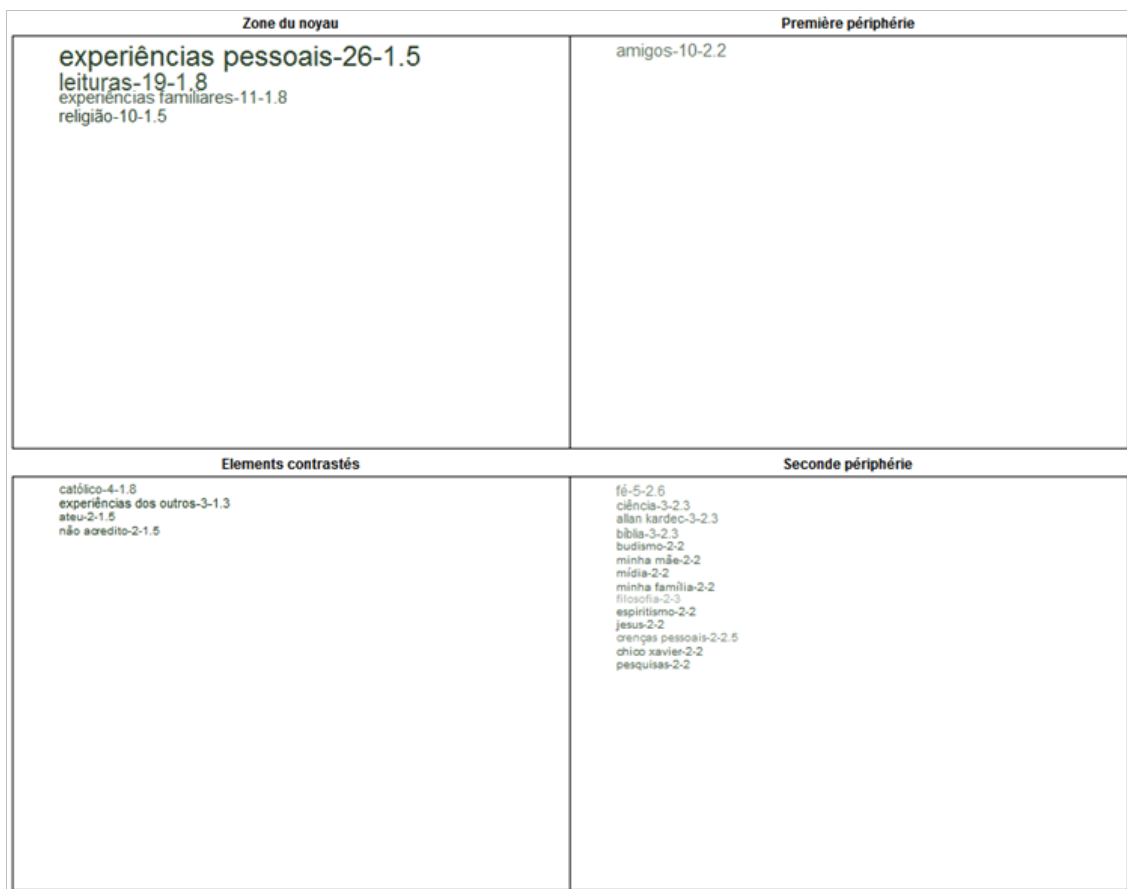 Zone du noyau
experiências pessoais-26-1.5
leituras-19-1.8
experiências familiares-11-1.8
religião-10-1.5
Première périphérie
amigos-10-2.2
Elements contrastés
católico-4-1.8
experiências dos outros-3-1.3
ateu-2-1.5
não acredito-2-1.5
Seconde périphérie
fé-5-2.6
ciência-3-2.3
allan kardec-3-2.3
bíblia-3-2.3
budismo-2-2
minha mãe-2-2
mídia-2-2
minha família-2-2
filosofia-2-3
espiritismo-2-2
jesus-2-2
crenças pessoais-2-2.5
chico xavier-2-2
pesquisas-2-2